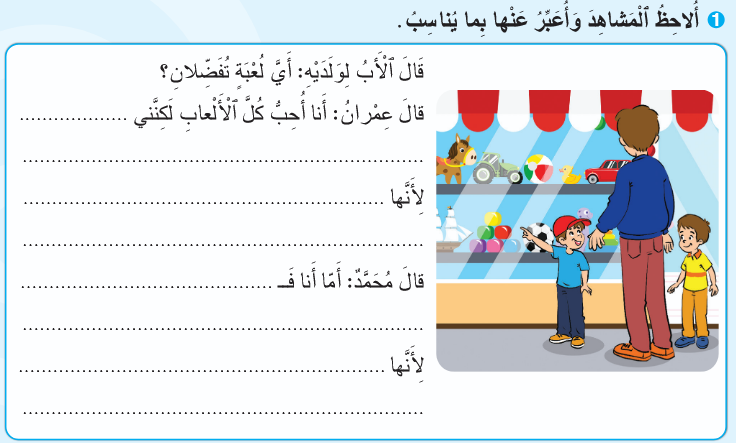 1 أُلاحِظُ ٱلْمَشاهِدَ وَأُعَبِّرُ عَنْها بِما يُناسِبُ.
قَالَ ٱلْأَبُ لِوَلَدَيْهِ: أَيَّ لُعْبَةٍ تُفَضِّلانِ؟
قالَ عِمْرانُ: أَنا أُحِبُّ كُلَّ ٱلْأَلْعابِ لَكِنَّني ...................
.......................................................................
لِأَنَّها ................................................................
.......................................................................
قالَ مُحَمَّدٌ: أَمّا أَنا فَـ ............................................
.......................................................................
لِأَنَّها ................................................................
.......................................................................